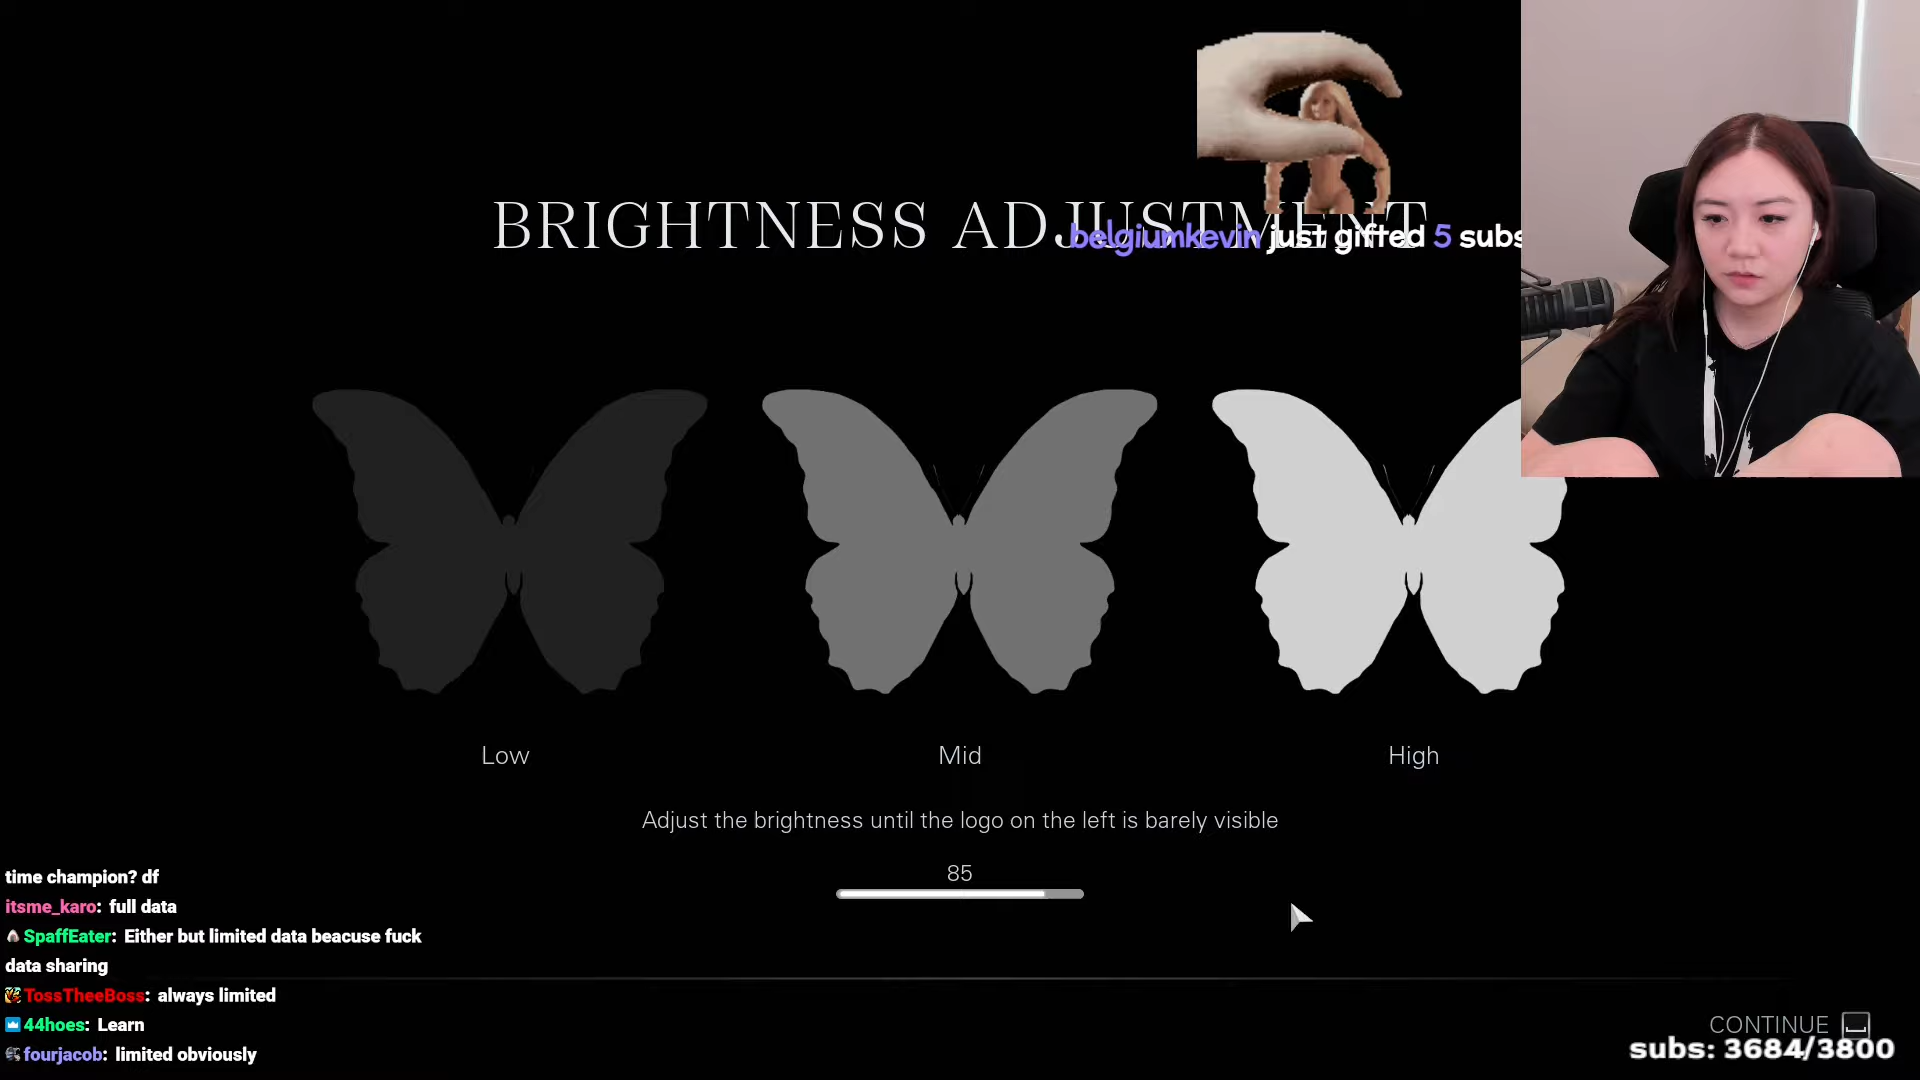 BRIGHTNESS ADJUSTMENT
belgiumkevin just gifted 5 subs
Low
Mid
High
Adjust the brightness until the logo on the left is barely visible
85
time champion? df
itsme_karo: full data
SpaffEater: Either but limited data beacuse fuck
data sharing
TossTheeBoss: always limited
44hoes: Learn
fourjacob: limited obviously
CONTINUE
subs: 3684/3800